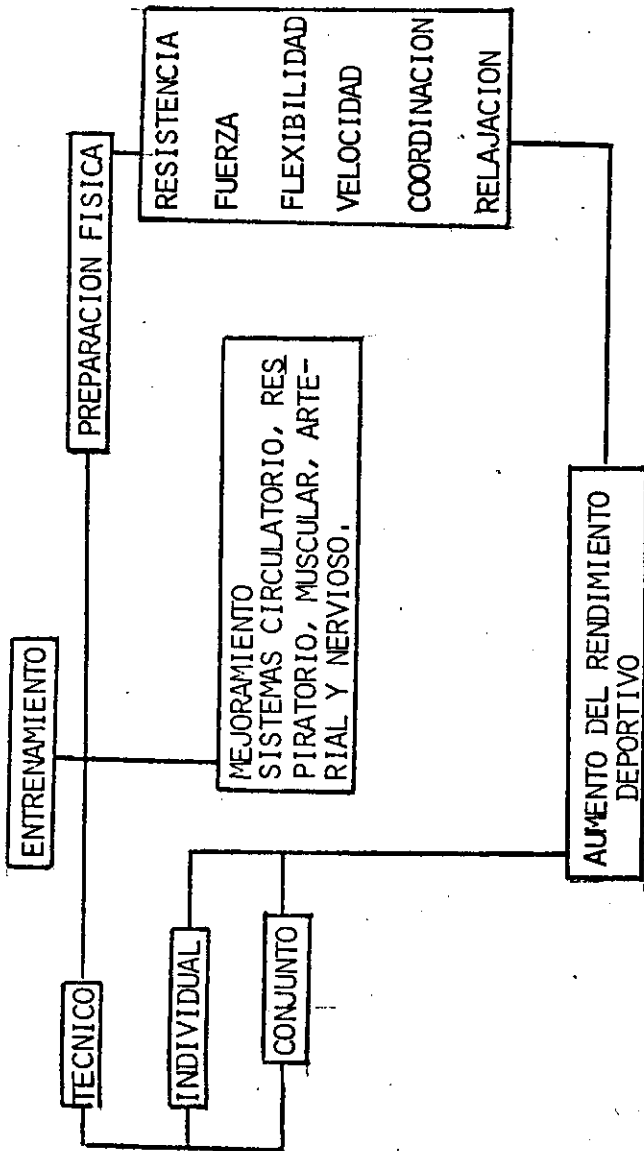 ENTRENAMIENTO
TECNICO
PREPARACION FISICA
INDIVIDUAL
CONJUNTO
MEJORAMIENTO
SISTEMAS CIRCULATORIO, RES
PIRATORIO, MUSCULAR, ARTE-
RIAL Y NERVIOSO.
RESISTENCIA
FUERZA
FLEXIBILIDAD
VELOCIDAD
COORDINACION
RELAJACION
AUMENTO DEL RENDIMIENTO
DEPORTIVO